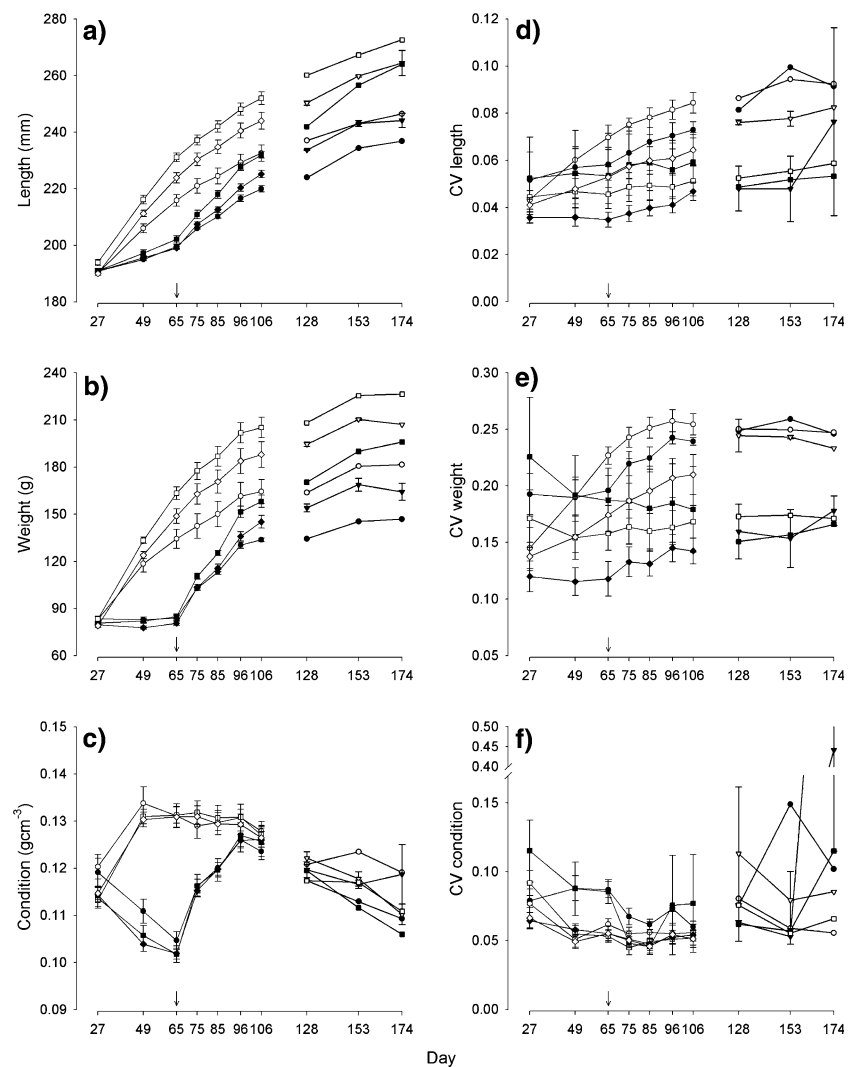 a)
Length (mm)
280
260
240
220
200
180
27 49 65 75 85 96 106 128 153 174
d)
CV length
0.12
0.10
0.08
0.06
0.04
0.02
0.00
27 49 65 75 85 96 106 128 153 174
b)
Weight (g)
240
210
180
150
120
90
60
27 49 65 75 85 96 106 128 153 174
e)
CV weight
0.30
0.25
0.20
0.15
0.10
0.05
27 49 65 75 85 96 106 128 153 174
c)
Condition (gcm⁻³)
0.15
0.14
0.13
0.12
0.11
0.10
0.09
27 49 65 75 85 96 106 128 153 174
f)
CV condition
0.50
0.45
0.40
0.15
0.10
0.05
0.00
27 49 65 75 85 96 106 128 153 174
Day